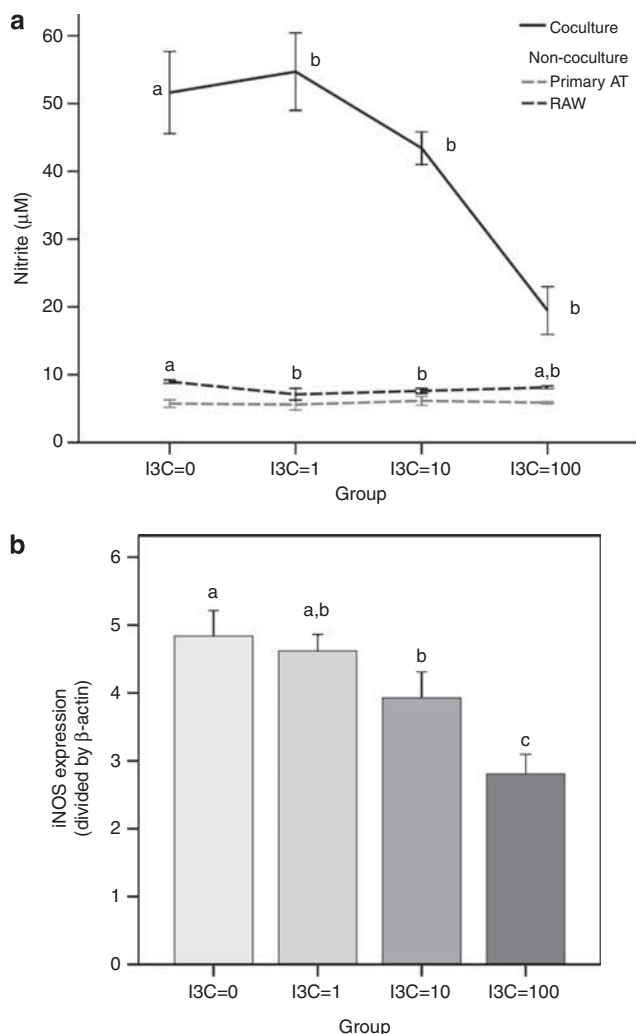 a
60
50
40
30
20
10
0
Nitrite (μM)
Coculture
Non-coculture
Primary AT
RAW
a
b
b
b
a
b
b
a,b
I3C=0
I3C=1
I3C=10
I3C=100
Group
b
6
5
4
3
2
1
0
iNOS expression
(divided by β-actin)
a
a,b
b
c
I3C=0
I3C=1
I3C=10
I3C=100
Group